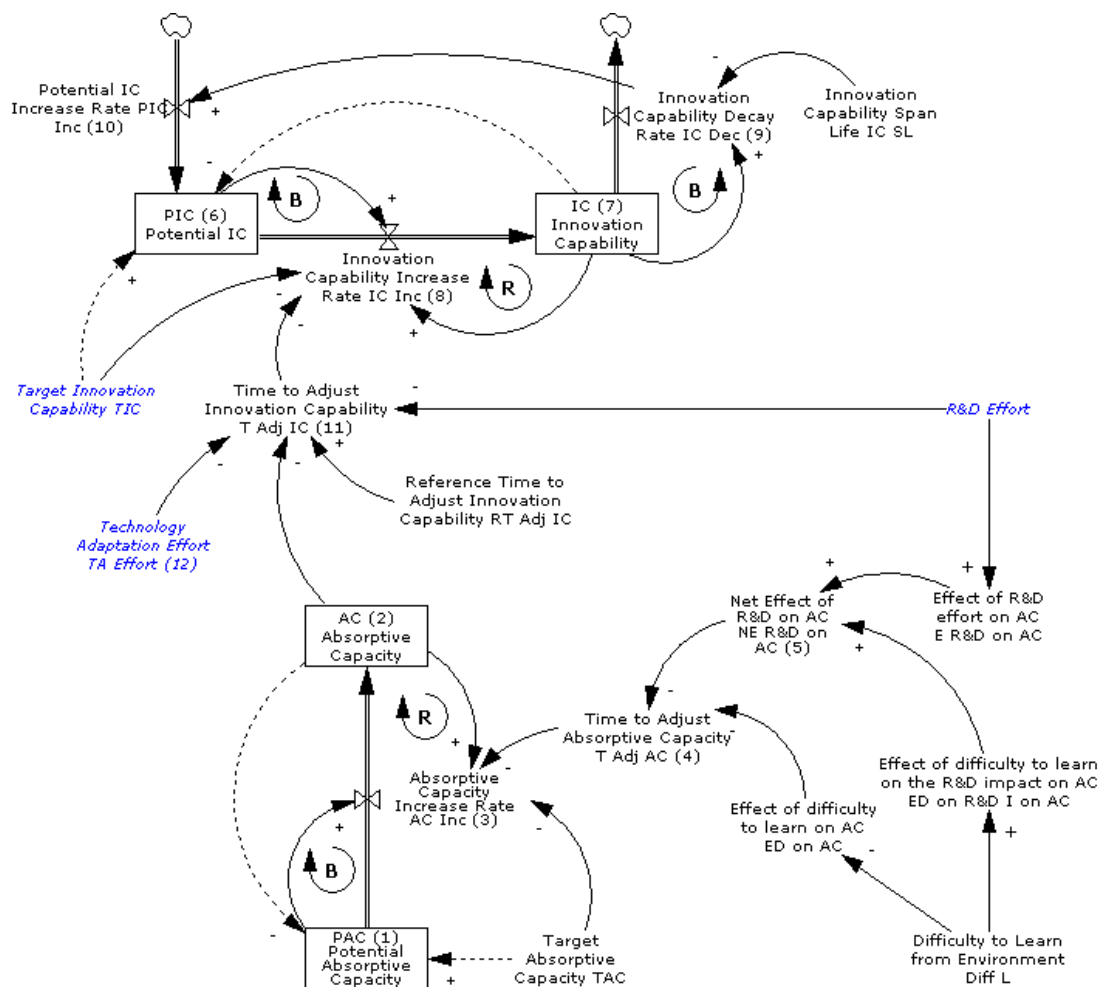 Potential IC
Increase Rate PIC
Inc (10)
+
-
Innovation
Capability Decay
Rate IC Dec (9)
+
Innovation
Capability Span
Life IC SL
-
B
+
B
PIC (6)
Potential IC
IC (7)
Innovation
Capability
+
Innovation
Capability Increase
Rate IC Inc (8)
R
-
-
+
Target Innovation
Capability TIC
Time to Adjust
Innovation Capability
T Adj IC (11)
-
R&D Effort
-
-
+
Reference Time to
Adjust Innovation
Capability RT Adj IC
Technology
Adaptation Effort
TA Effort (12)
+
+
Net Effect of
R&D on AC
NE R&D on
AC (5)
+
Effect of R&D
effort on AC
E R&D on AC
AC (2)
Absorptive
Capacity
R
+
-
Time to Adjust
Absorptive Capacity
T Adj AC (4)
-
-
Absorptive
Capacity
Increase Rate
AC Inc (3)
-
Effect of difficulty to learn
on the R&D impact on AC
ED on R&D I on AC
Effect of difficulty
to learn on AC
ED on AC
+
-
+
B
-
PAC (1)
Potential
Absorptive
Capacity
+
Target
Absorptive
Capacity TAC
Difficulty to Learn
from Environment
Diff L